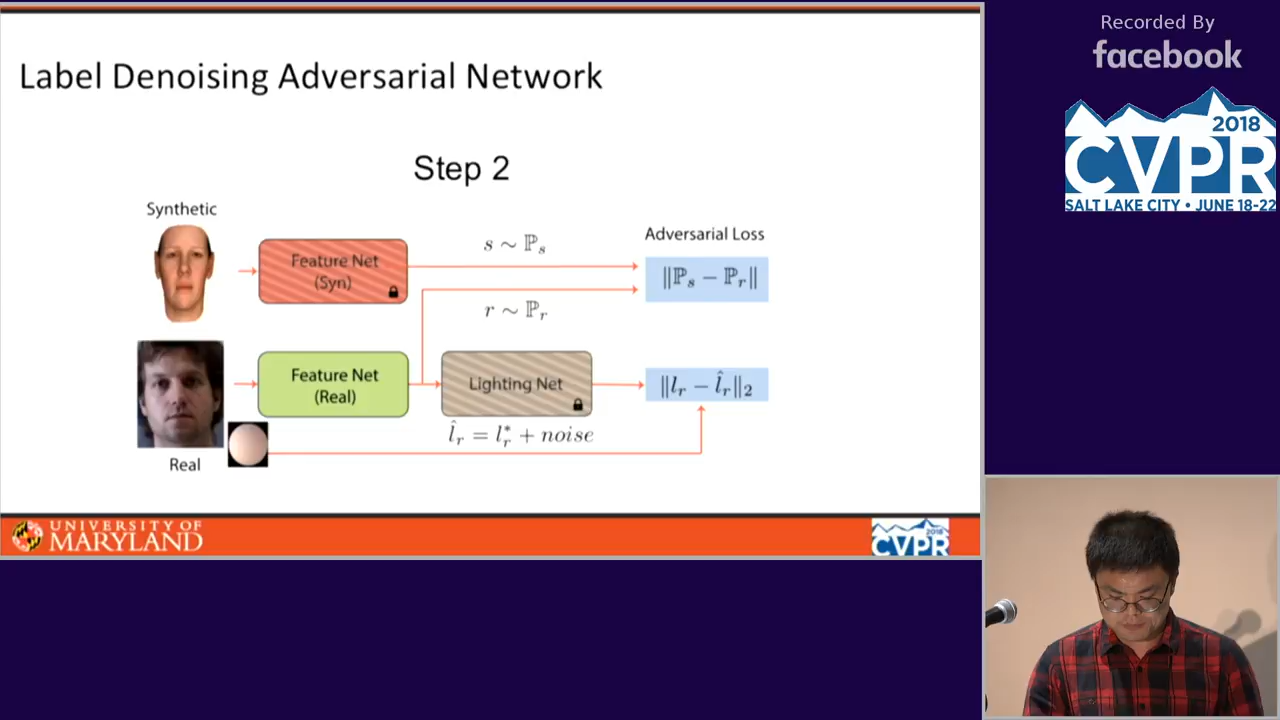 Label Denoising Adversarial Network
Step 2
Synthetic
Feature Net
(Syn)
s ∼ ℙₛ
r ∼ ℙᵣ
Adversarial Loss
‖ℙₛ − ℙᵣ‖
Feature Net
(Real)
Lighting Net
‖lᵣ − l̂ᵣ‖₂
l̂ᵣ = lᵣ* + noise
Real
UNIVERSITY OF
MARYLAND
2018
CVPR
Recorded By
facebook
2018
CVPR
SALT LAKE CITY • JUNE 18-22